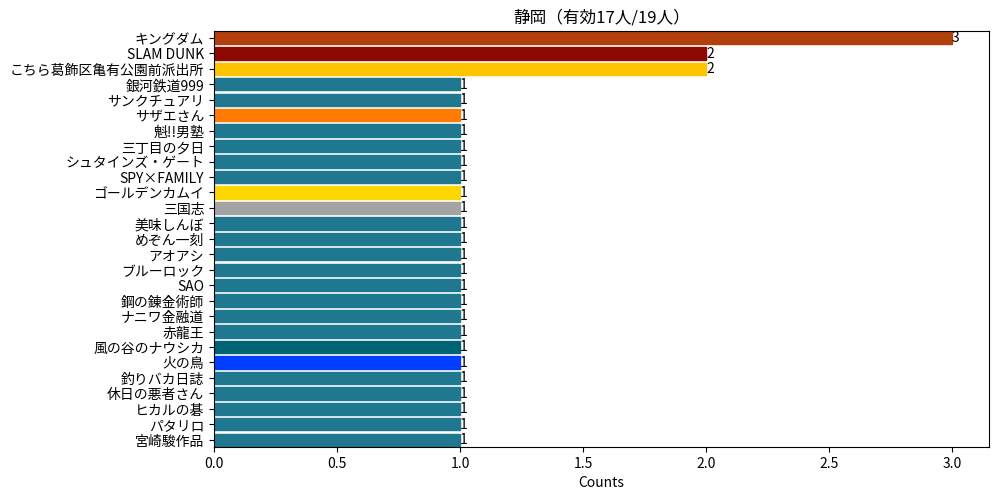 静岡（有効17人/19人）
キングダム 3
SLAM DUNK 2
こちら葛飾区亀有公園前派出所 2
銀河鉄道999 1
サンクチュアリ 1
サザエさん 1
魁!!男塾 1
三丁目の夕日 1
シュタインズ・ゲート 1
SPY×FAMILY 1
ゴールデンカムイ 1
三国志 1
美味しんぼ 1
めぞん一刻 1
アオアシ 1
ブルーロック 1
SAO 1
鋼の錬金術師 1
ナニワ金融道 1
赤龍王 1
風の谷のナウシカ 1
火の鳥 1
釣りバカ日誌 1
休日の悪者さん 1
ヒカルの碁 1
パタリロ 1
宮崎駿作品 1
0.0 0.5 1.0 1.5 2.0 2.5 3.0
Counts